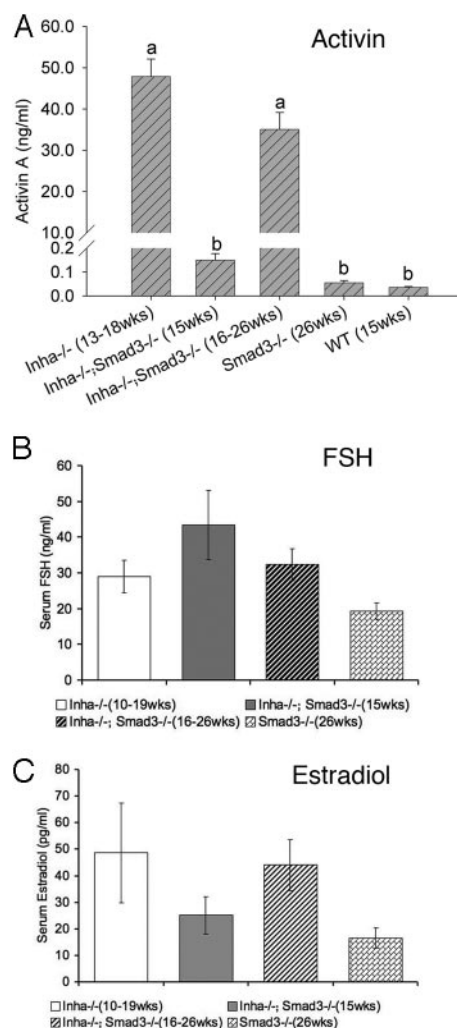 A
Activin
Activin A (ng/ml)
50.0
40.0
30.0
20.0
10.0
0.2
0.1
0.0
a
b
a
b
b
Inha-/- (13-18wks)
Inha-/-;Smad3-/- (15wks)
Inha-/-;Smad3-/- (16-26wks)
Smad3-/- (26wks)
WT (15wks)
B
FSH
Serum FSH (ng/ml)
60
50
40
30
20
10
0
Inha-/-(10-19wks) Inha-/-; Smad3-/-(15wks)
Inha-/-; Smad3-/-(16-26wks) Smad3-/-(26wks)
C
Estradiol
Serum Estradiol (pg/ml)
80
70
60
50
40
30
20
10
0
Inha-/-(10-19wks) Inha-/-; Smad3-/-(15wks)
Inha-/-; Smad3-/-(16-26wks) Smad3-/-(26wks)